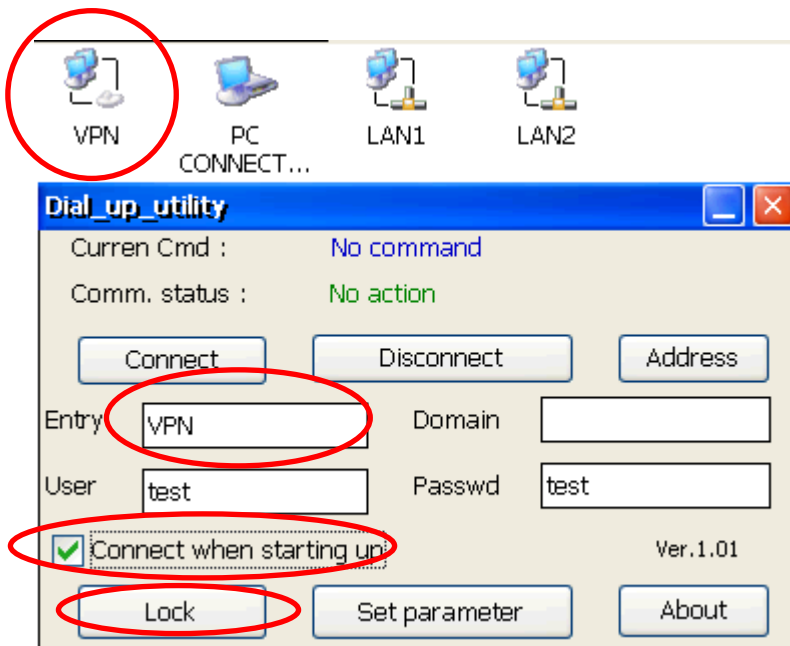 VPN PC LAN1 LAN2
CONNECT...
Dial_up_utility
Curren Cmd : No command
Comm. status : No action
Connect Disconnect Address
Entry VPN Domain
User test Passwd test
Connect when starting up Ver.1.01
Lock Set parameter About